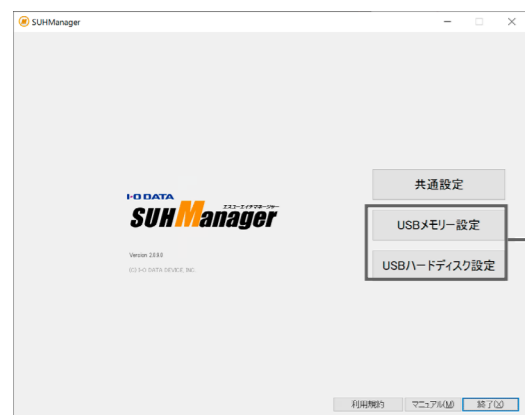 SUHManager
共通設定
I-O DATA
エスユーエイチマネージャー
SUHManager
USBメモリー設定
Version 2.0.9.0
USBハードディスク設定
(C) I-O DATA DEVICE, INC.
利用規約 マニュアル(M) 終了(X)